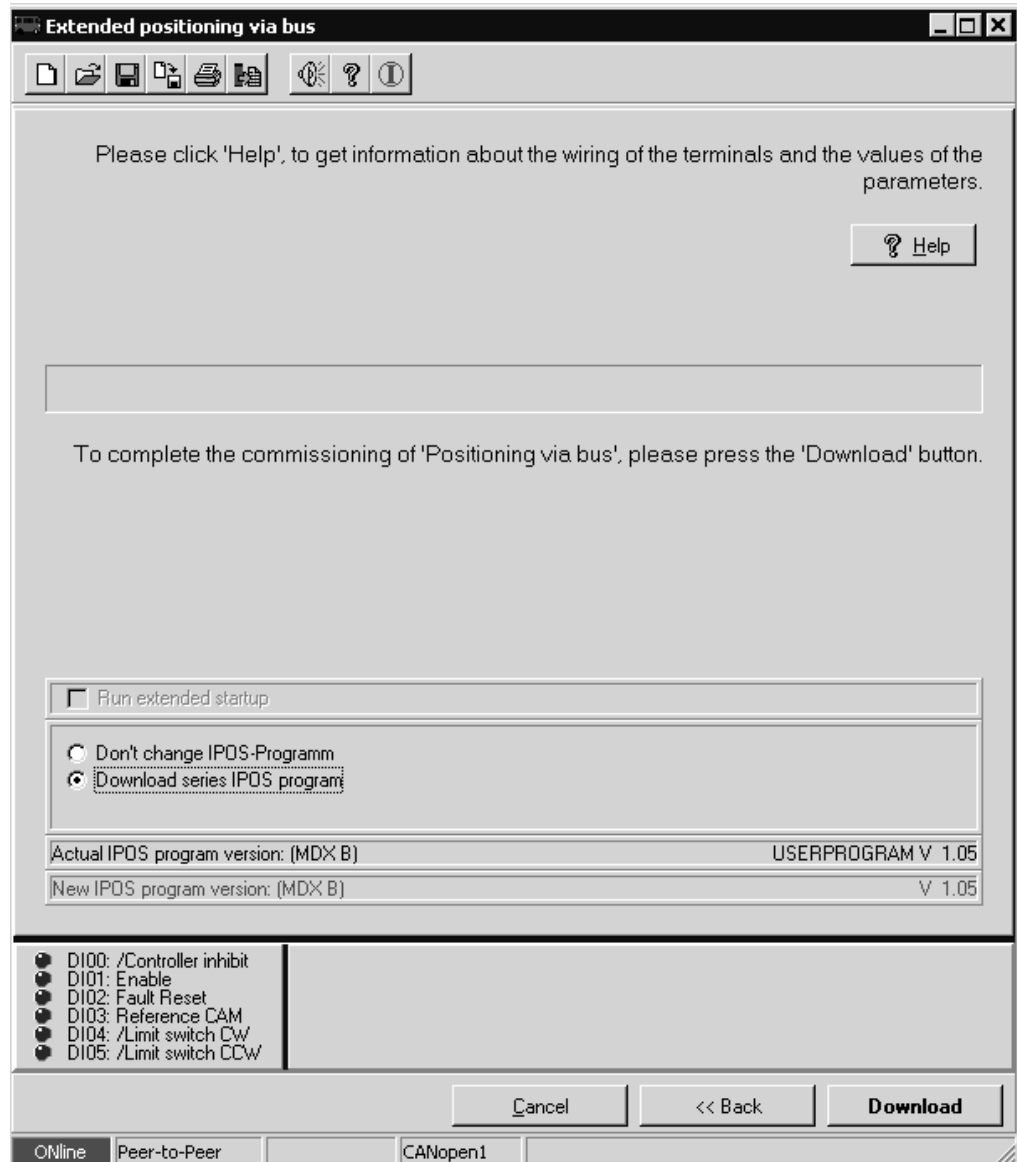 Extended positioning via bus
Please click 'Help', to get information about the wiring of the terminals and the values of the
parameters.
? Help
To complete the commissioning of 'Positioning via bus', please press the 'Download' button.
Run extended startup
Don't change IPOS-Programm
Download series IPOS program
Actual IPOS program version: (MDX B) USERPROGRAM V 1.05
New IPOS program version: (MDX B) V 1.05
DI00: /Controller inhibit
DI01: Enable
DI02: Fault Reset
DI03: Reference CAM
DI04: /Limit switch CW
DI05: /Limit switch CCW
Cancel << Back Download
ONline Peer-to-Peer CANopen1